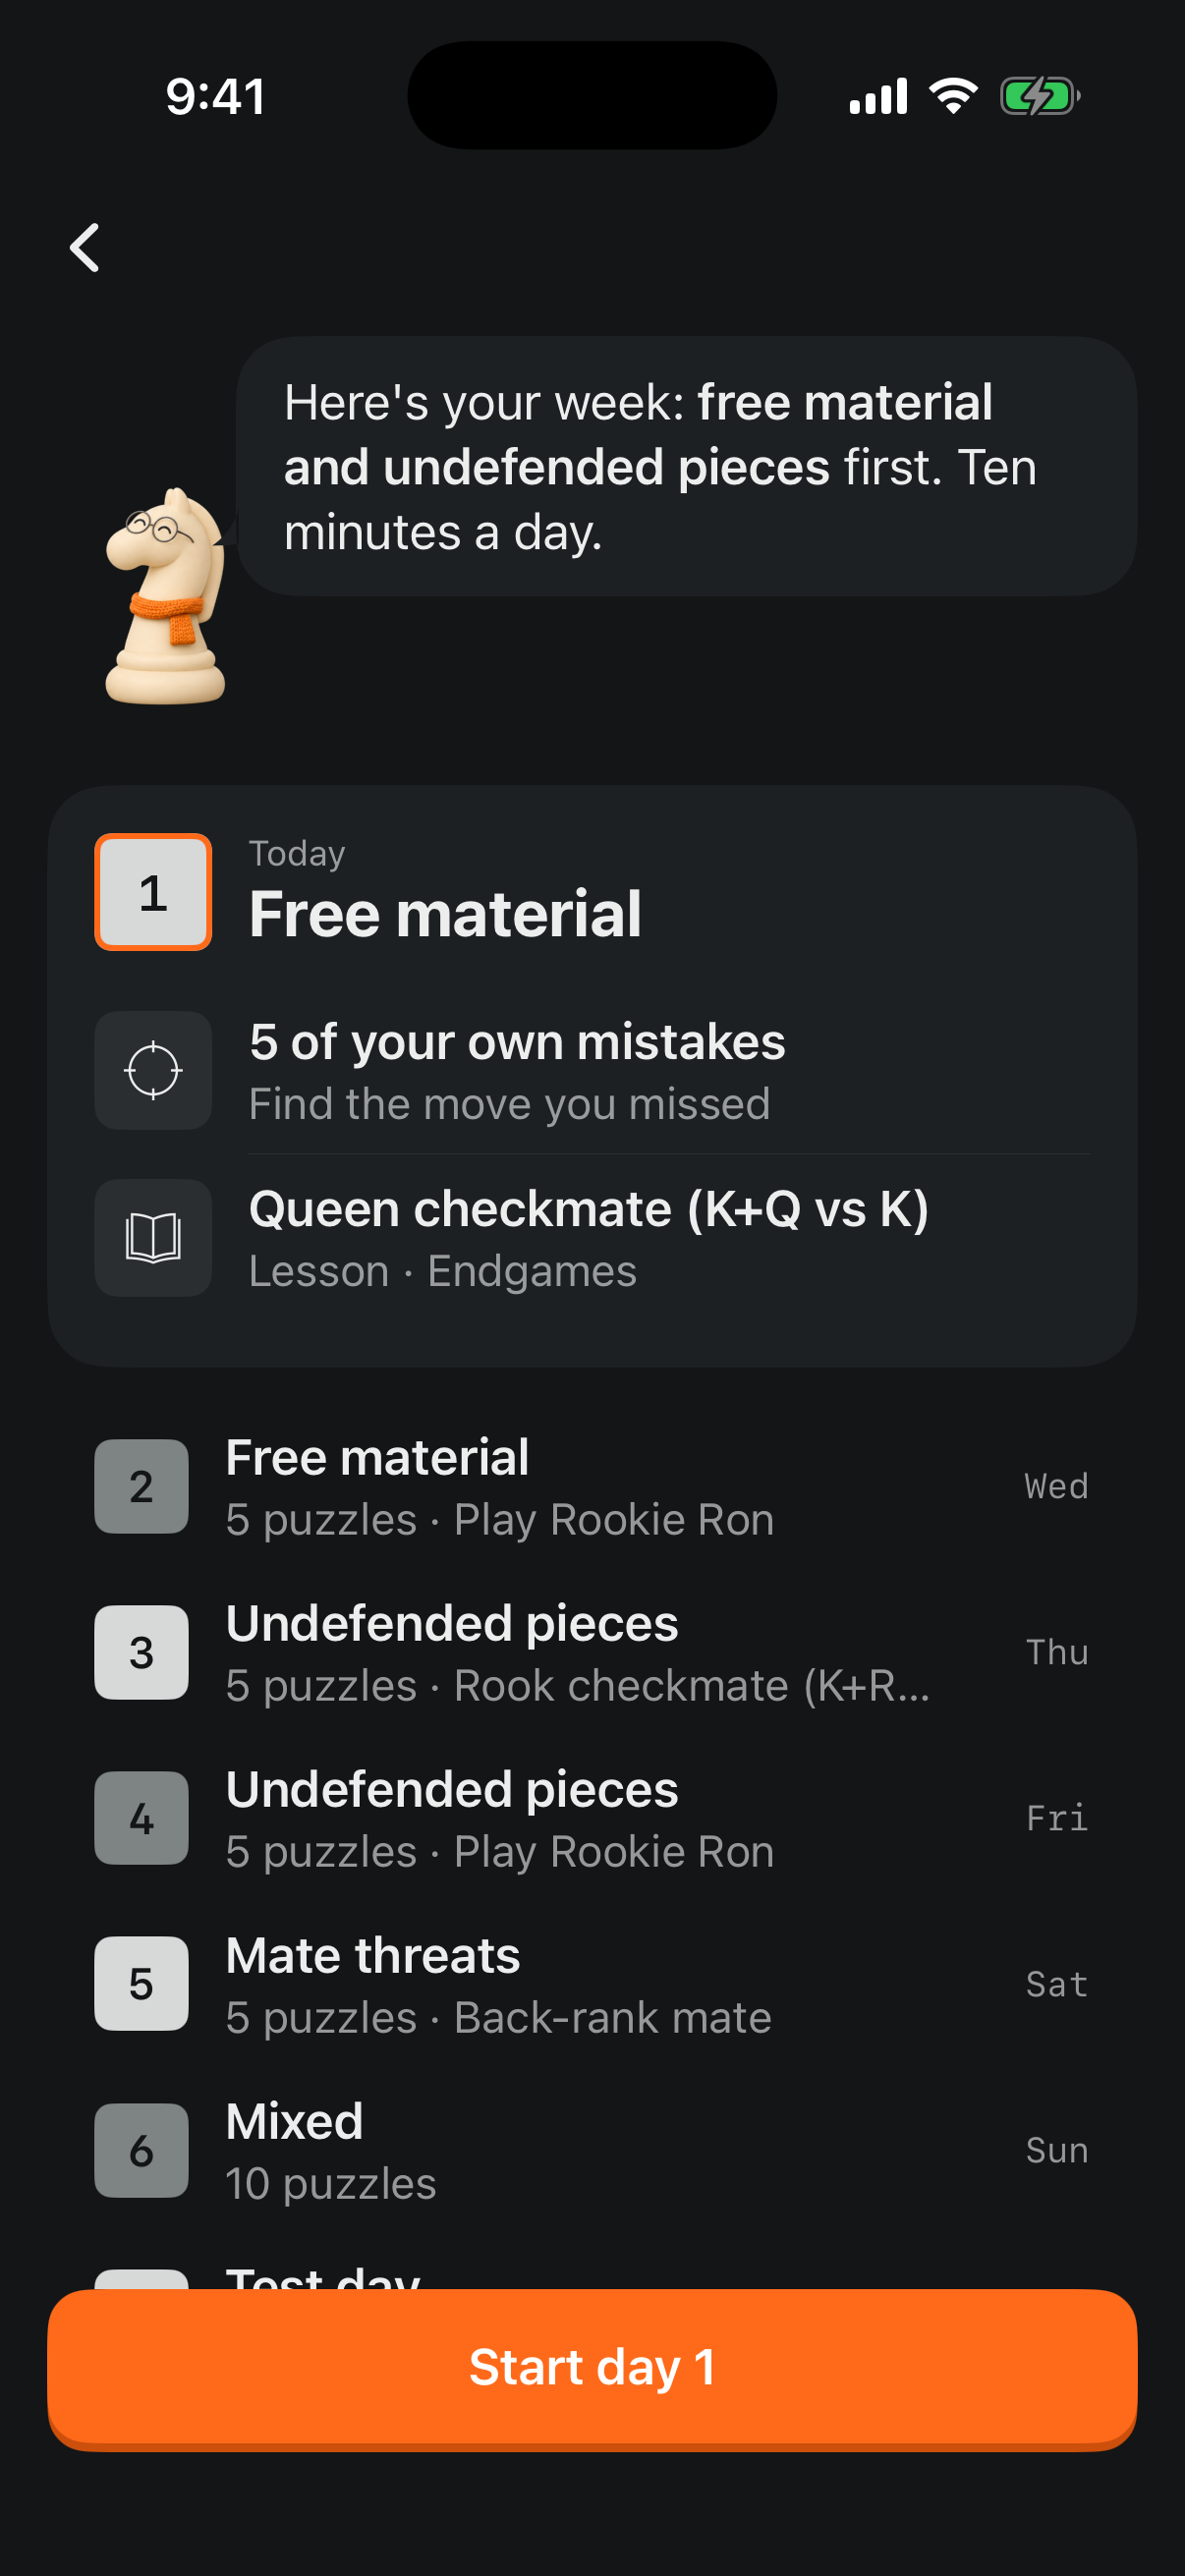 9:41
Here's your week: free material
and undefended pieces first. Ten
minutes a day.
1
Today
Free material
5 of your own mistakes
Find the move you missed
Queen checkmate (K+Q vs K)
Lesson · Endgames
2
Free material
5 puzzles · Play Rookie Ron
Wed
3
Undefended pieces
5 puzzles · Rook checkmate (K+R...
Thu
4
Undefended pieces
5 puzzles · Play Rookie Ron
Fri
5
Mate threats
5 puzzles · Back-rank mate
Sat
6
Mixed
10 puzzles
Sun
Test day
Start day 1